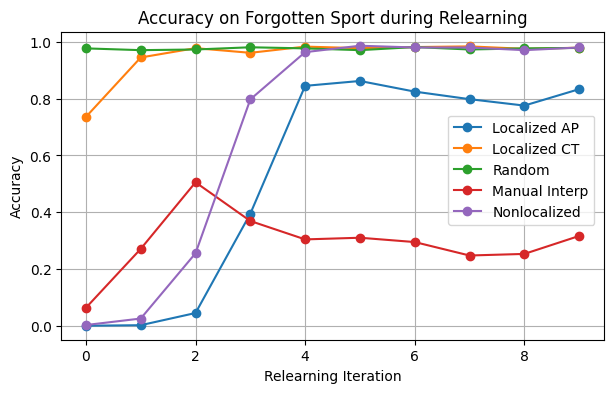 Accuracy on Forgotten Sport during Relearning
Accuracy
1.0
0.8
0.6
0.4
0.2
0.0
Localized AP
Localized CT
Random
Manual Interp
Nonlocalized
0 2 4 6 8
Relearning Iteration